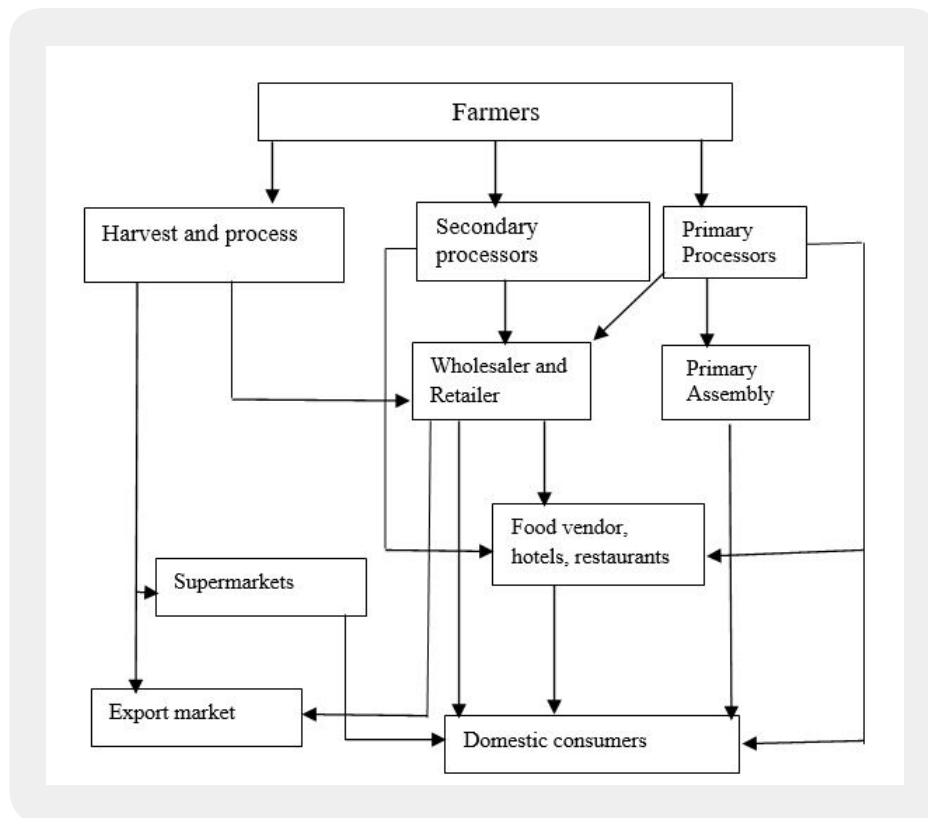 Farmers
Harvest and process
Secondary
processors
Primary
Processors
Wholesaler and
Retailer
Primary
Assembly
Food vendor,
hotels, restaurants
Supermarkets
Export market
Domestic consumers